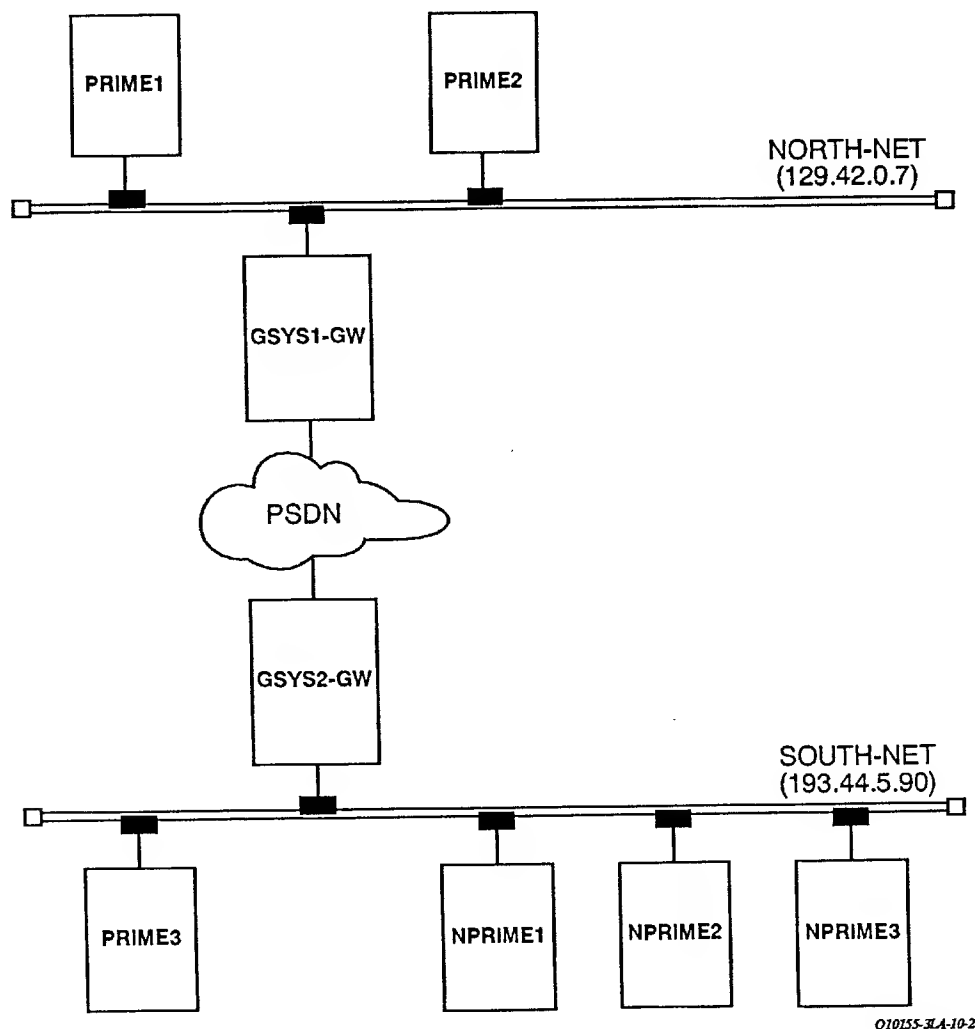 PRIME1
PRIME2
NORTH-NET
(129.42.0.7)
GSYS1-GW
PSDN
GSYS2-GW
SOUTH-NET
(193.44.5.90)
PRIME3
NPRIME1
NPRIME2
NPRIME3
Q10155-3LA-10-2